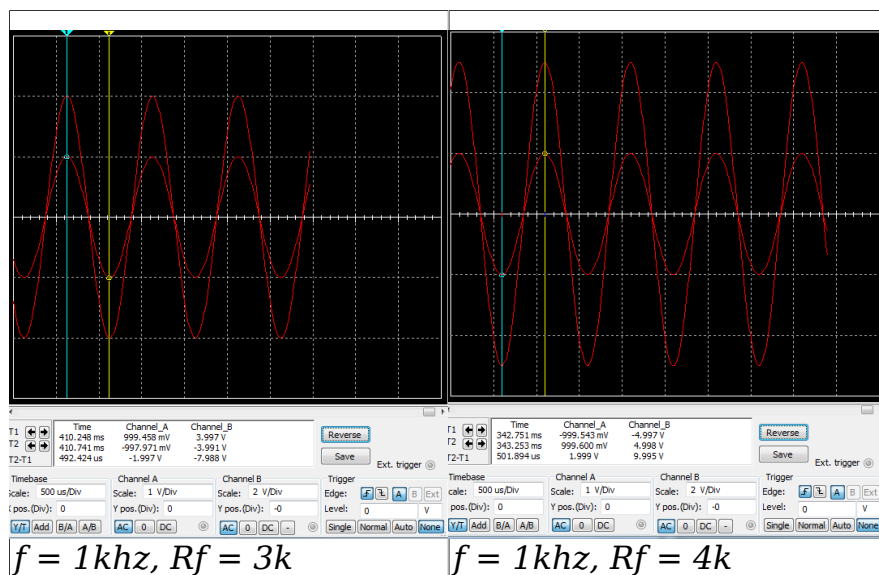 T1
T2
T2-T1
Time Channel_A Channel_B
410.248 ms 999.458 mV 3.997 V
410.741 ms -997.971 mV -3.991 V
492.424 us -1.997 V -7.988 V
Reverse
Save
Ext. trigger
Timebase
Scale: 500 us/Div
X pos.(Div): 0
Y/T Add B/A A/B
Channel A
Scale: 1 V/Div
Y pos.(Div): 0
AC 0 DC
Channel B
Scale: 2 V/Div
Y pos.(Div): -0
AC 0 DC -
Trigger
Edge: A B Ext
Level: 0 V
Single Normal Auto None
f = 1khz, Rf = 3k
T1
T2
T2-T1
Time Channel_A Channel_B
342.751 ms -999.543 mV -4.997 V
343.253 ms 999.600 mV 4.998 V
501.894 us 1.999 V 9.995 V
Reverse
Save
Ext. trigger
Timebase
cale: 500 us/Div
pos.(Div): 0
Y/T Add B/A A/B
Channel A
Scale: 1 V/Div
Y pos.(Div): 0
AC 0 DC
Channel B
Scale: 2 V/Div
Y pos.(Div): -0
AC 0 DC -
Trigger
Edge: A B Ext
Level: 0 V
Single Normal Auto None
f = 1khz, Rf = 4k